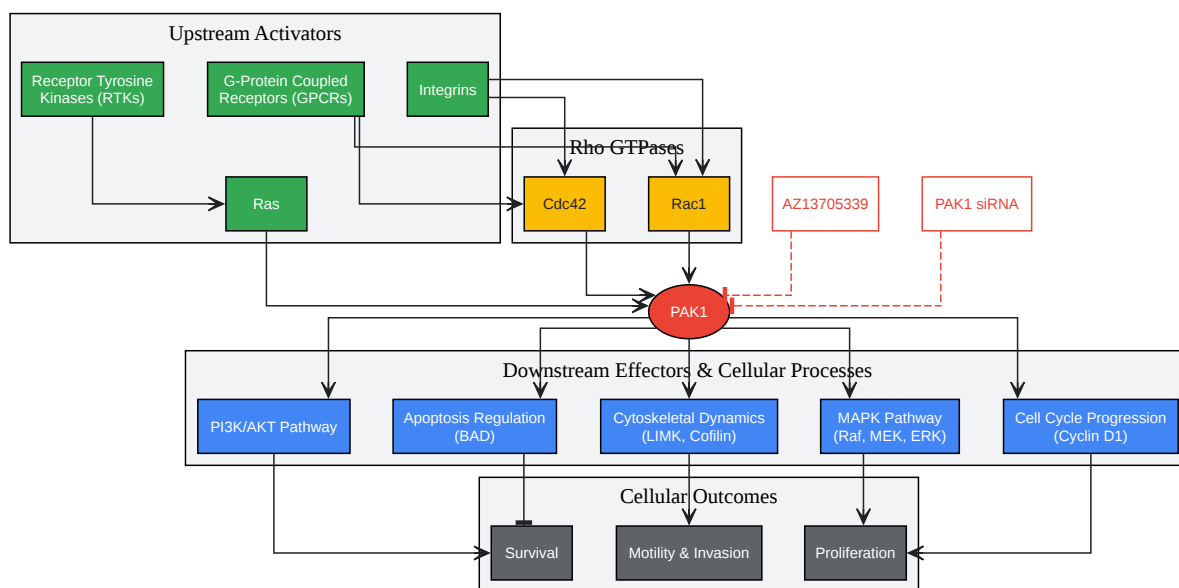 Upstream Activators
Receptor Tyrosine
Kinases (RTKs)
G-Protein Coupled
Receptors (GPCRs)
Integrins
Rho GTPases
Ras
Cdc42
Rac1
AZ13705339
PAK1 siRNA
PAK1
Downstream Effectors & Cellular Processes
PI3K/AKT Pathway
Apoptosis Regulation
(BAD)
Cytoskeletal Dynamics
(LIMK, Cofilin)
MAPK Pathway
(Raf, MEK, ERK)
Cell Cycle Progression
(Cyclin D1)
Cellular Outcomes
Survival
Motility & Invasion
Proliferation